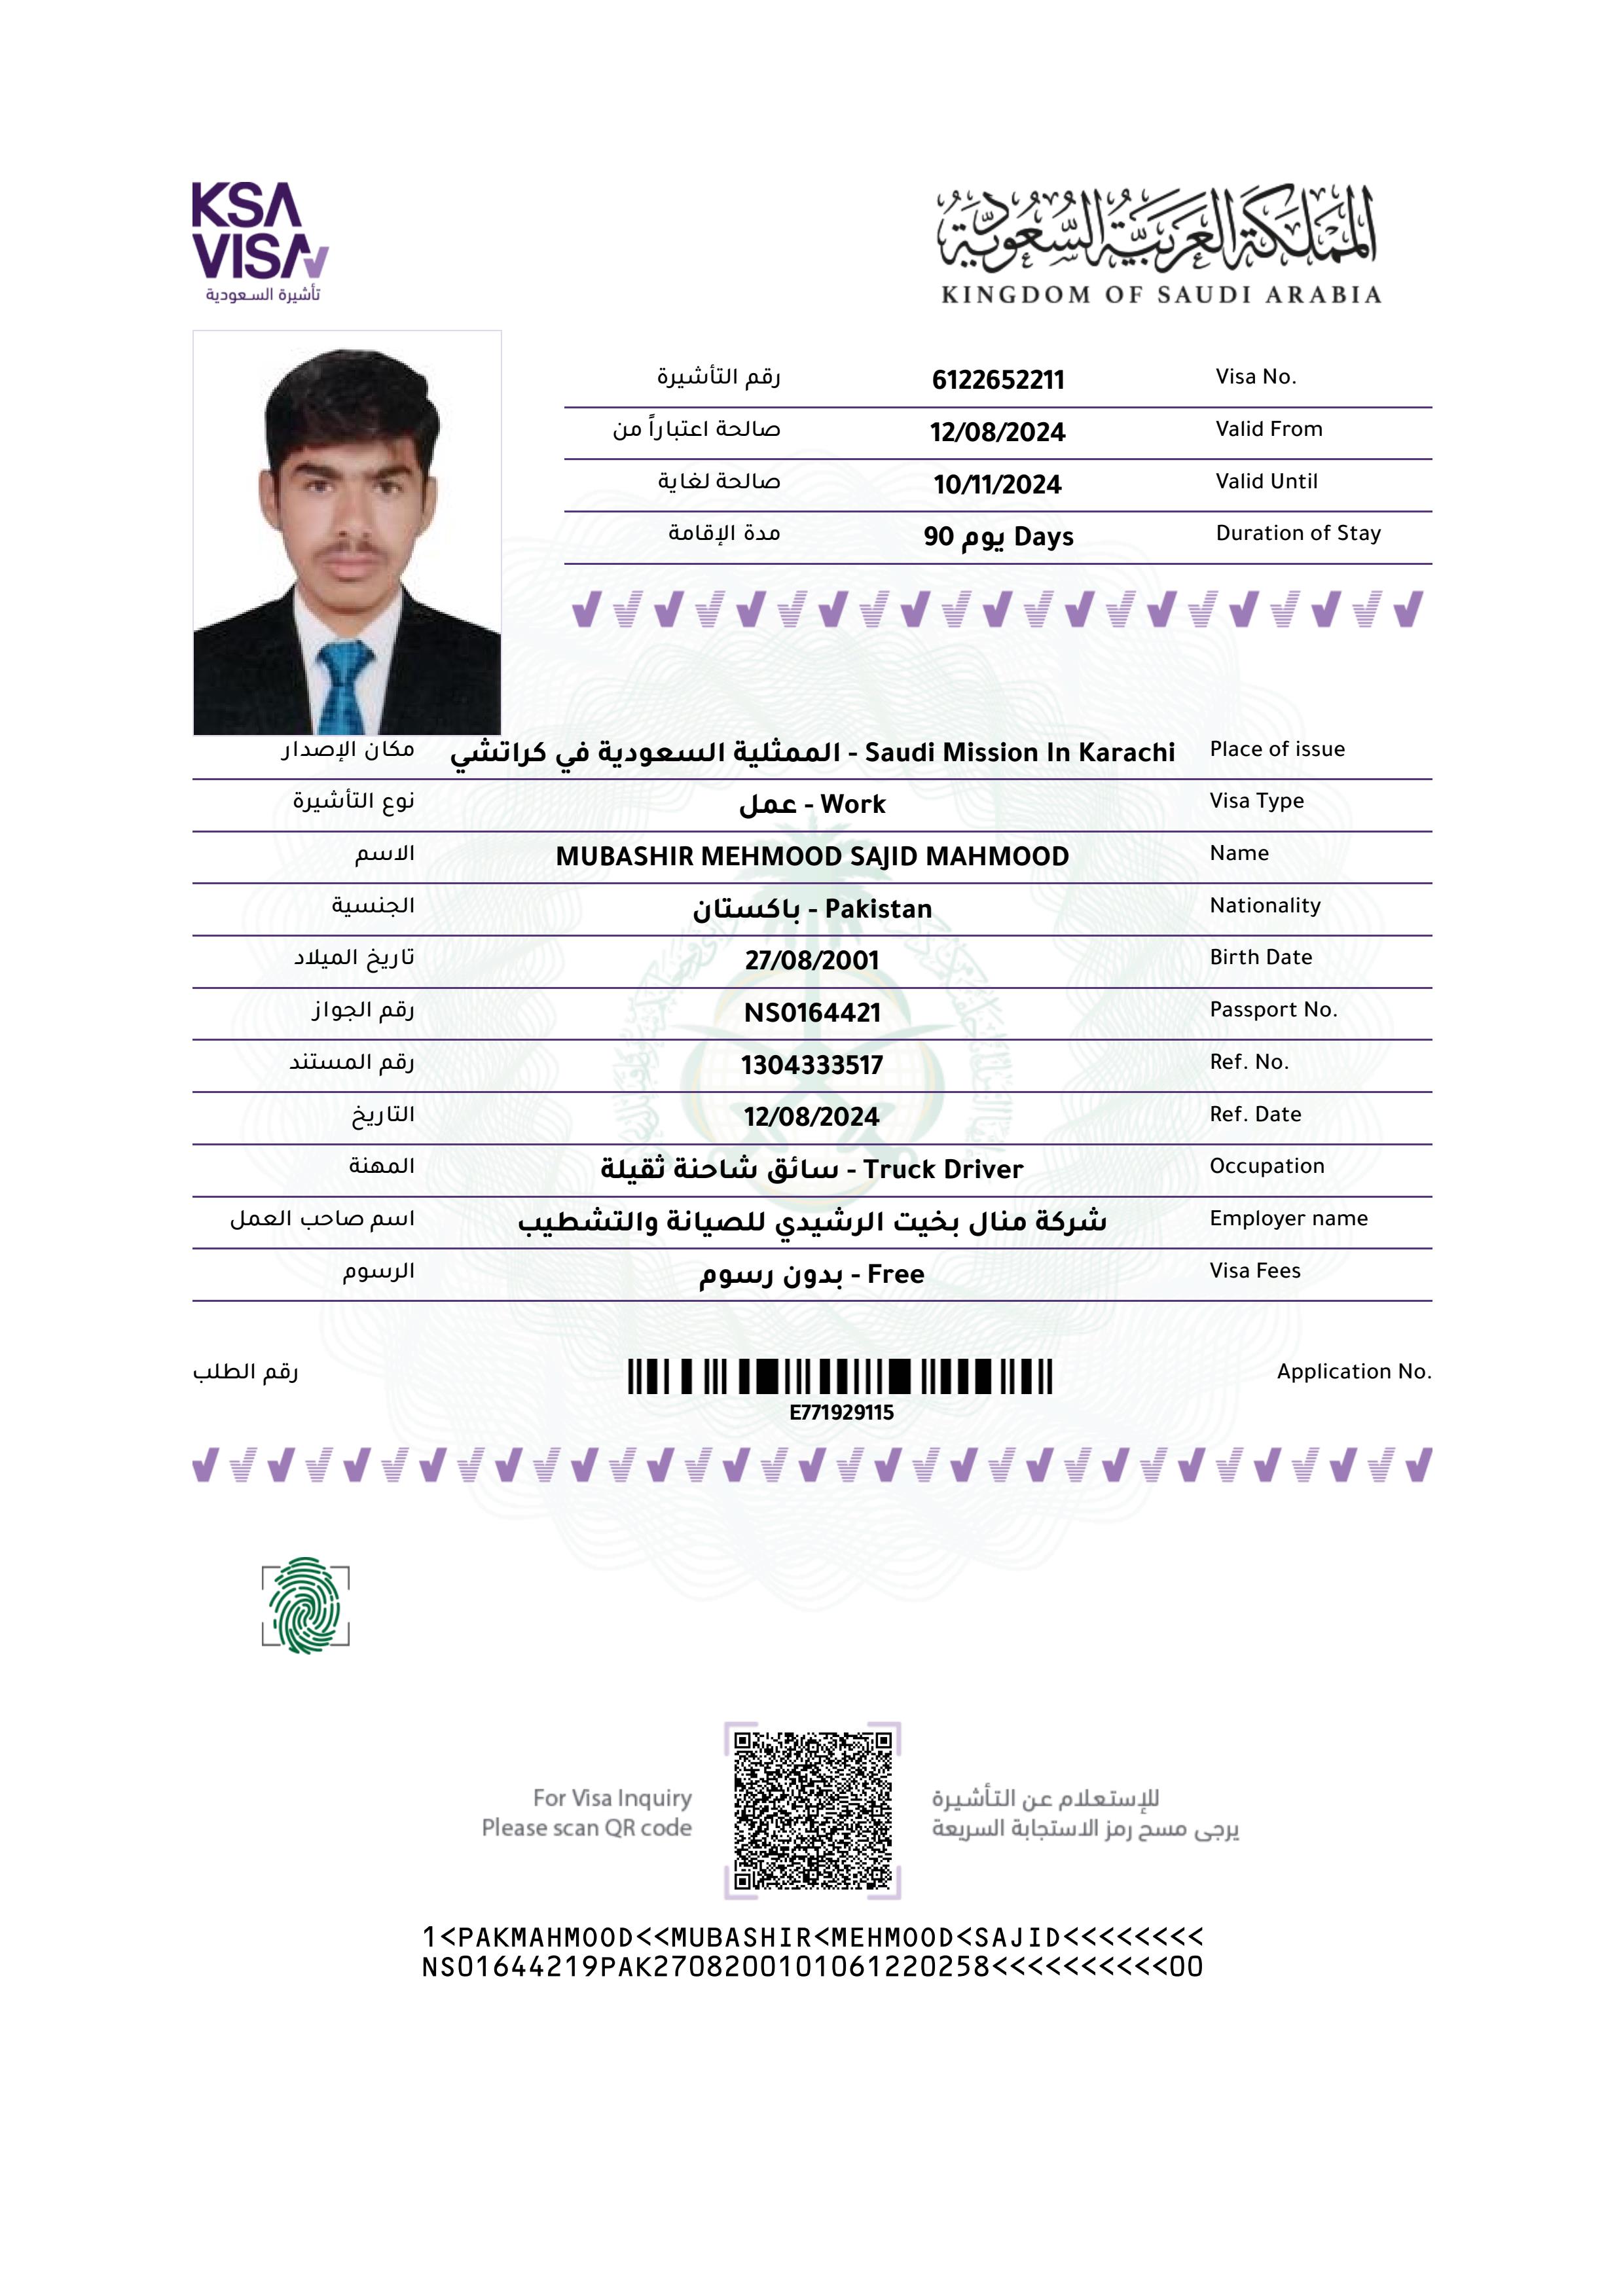 KSA
VISA
تأشيرة السعودية
المملكة العربية السعودية
KINGDOM OF SAUDI ARABIA
رقم التأشيرة 6122652211 Visa No.
صالحة اعتباراً من 12/08/2024 Valid From
صالحة لغاية 10/11/2024 Valid Until
مدة الإقامة 90 يوم Days Duration of Stay
مكان الإصدار الممثلية السعودية في كراتشي - Saudi Mission In Karachi Place of issue
نوع التأشيرة عمل - Work Visa Type
الاسم MUBASHIR MEHMOOD SAJID MAHMOOD Name
الجنسية باكستان - Pakistan Nationality
تاريخ الميلاد 27/08/2001 Birth Date
رقم الجواز NS0164421 Passport No.
رقم المستند 1304333517 Ref. No.
التاريخ 12/08/2024 Ref. Date
المهنة سائق شاحنة ثقيلة - Truck Driver Occupation
اسم صاحب العمل شركة منال بخيت الرشيدي للصيانة والتشطيب Employer name
الرسوم بدون رسوم - Free Visa Fees
رقم الطلب Application No.
E771929115
For Visa Inquiry للإستعلام عن التأشيرة
Please scan QR code يرجى مسح رمز الاستجابة السريعة
1<PAKMAHMOOD<<MUBASHIR<MEHMOOD<SAJID<<<<<<<<
NS01644219PAK2708200101061220258<<<<<<<<<<00